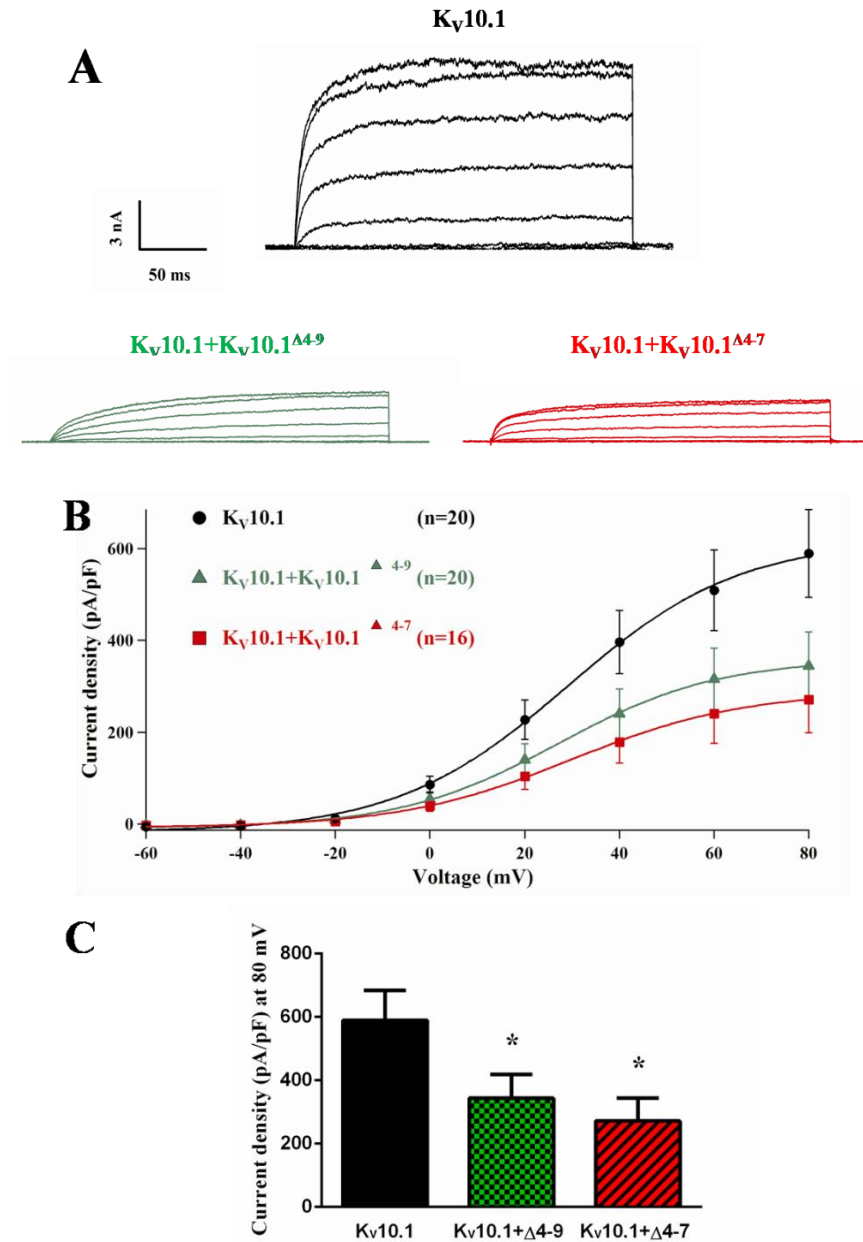 Kv10.1
A
3 nA
50 ms
Kv10.1+Kv10.1Δ4-9
Kv10.1+Kv10.1Δ4-7
B
Kv10.1 (n=20)
Kv10.1+Kv10.1 ▲ 4-9 (n=20)
Kv10.1+Kv10.1 ▲ 4-7 (n=16)
Current density (pA/pF)
600
400
200
0
-60 -40 -20 0 20 40 60 80
Voltage (mV)
C
Current density (pA/pF) at 80 mV
800
600
400
200
0
* *
Kv10.1 Kv10.1+Δ4-9 Kv10.1+Δ4-7